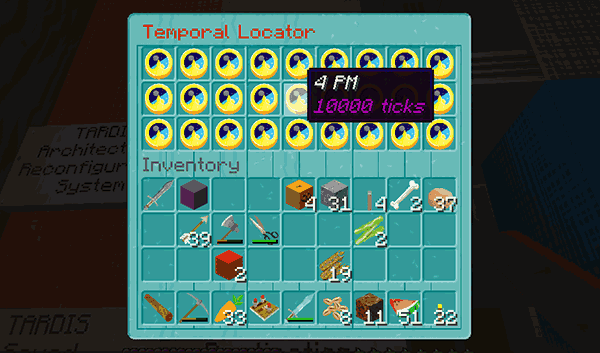 Temporal Locator
4 PM
10000 ticks
TARDIS
Architect
Reconfigur
System
Inventory
4 31 4 2 37
39 2
2 19
33 8 11 51 22
TARDIS